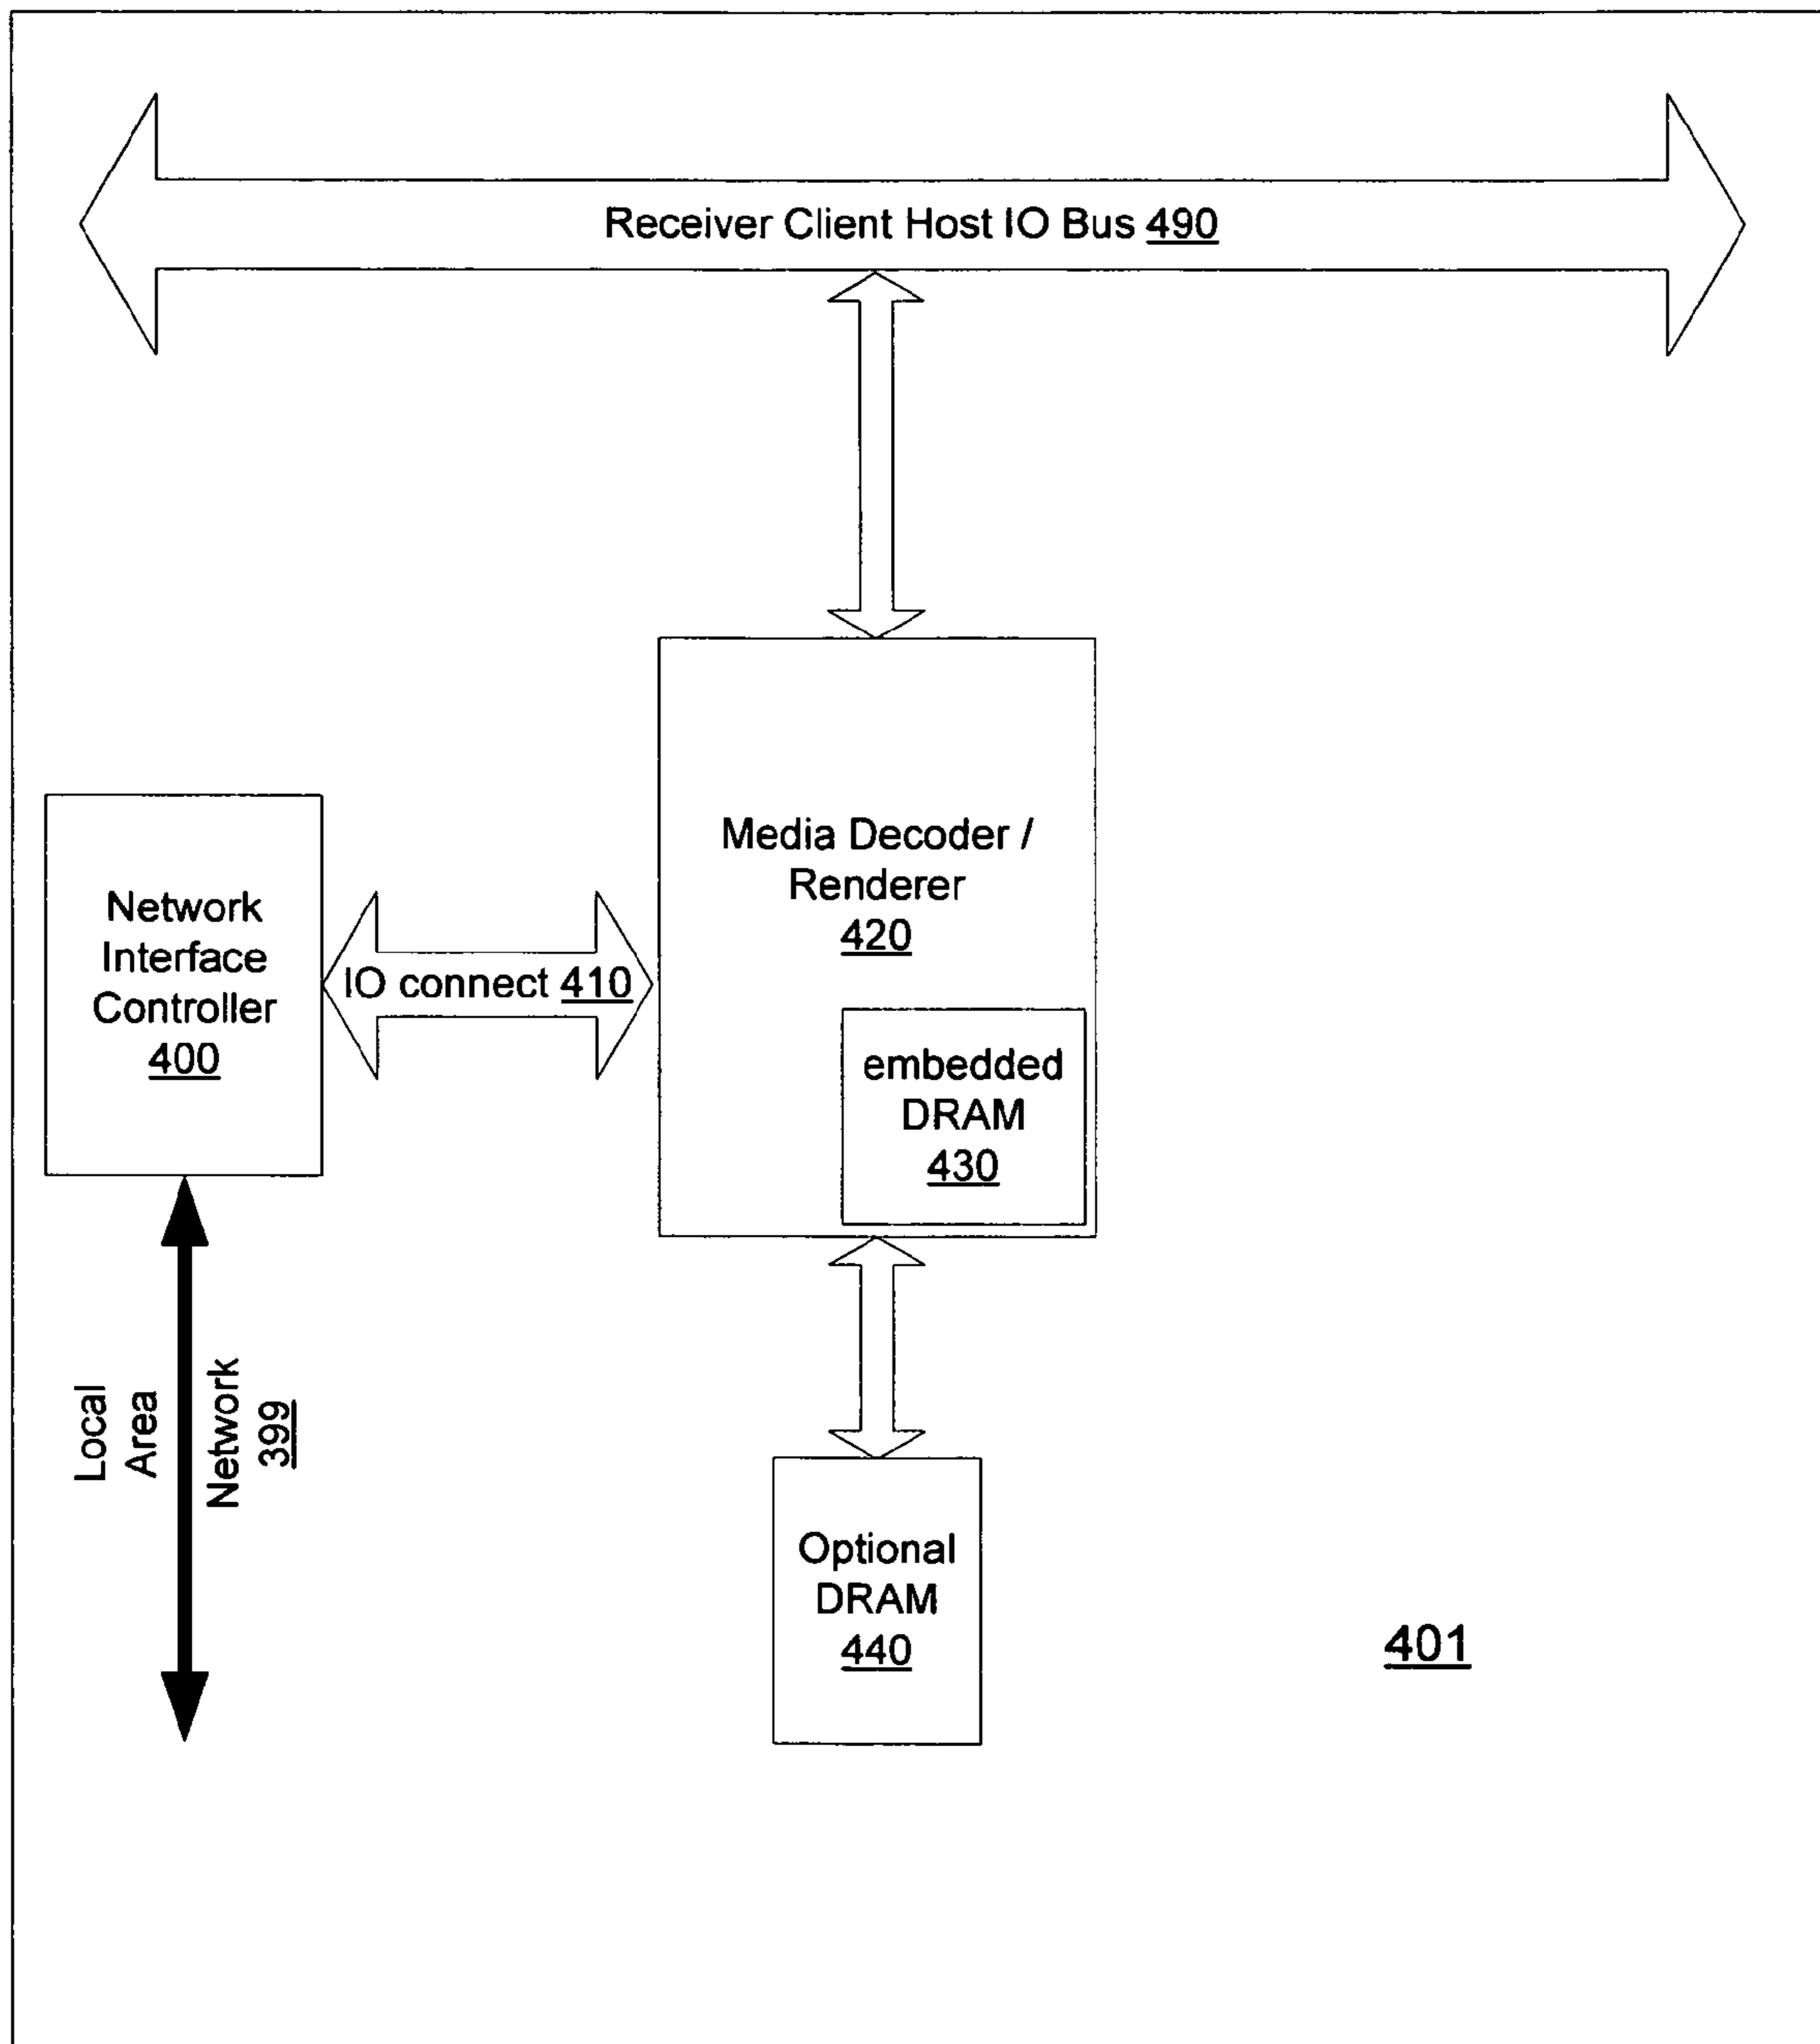 Receiver Client Host IO Bus 490
Media Decoder /
Renderer
420
Network
Interface
Controller
400
IO connect 410
embedded
DRAM
430
Local
Area
Network
399
Optional
DRAM
440
401